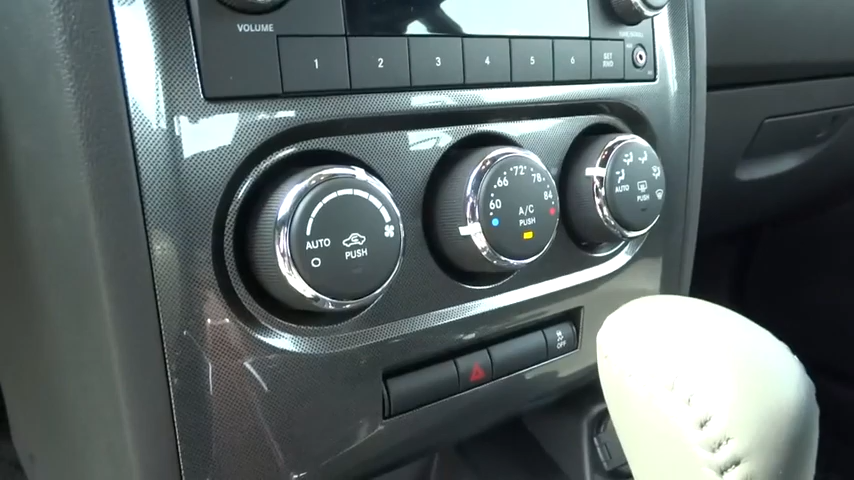 VOLUME
1 2 3 4 5 6 SET
RND
AUTO
PUSH
60 66 72° 78 84
A/C
PUSH
AUTO
PUSH
OFF